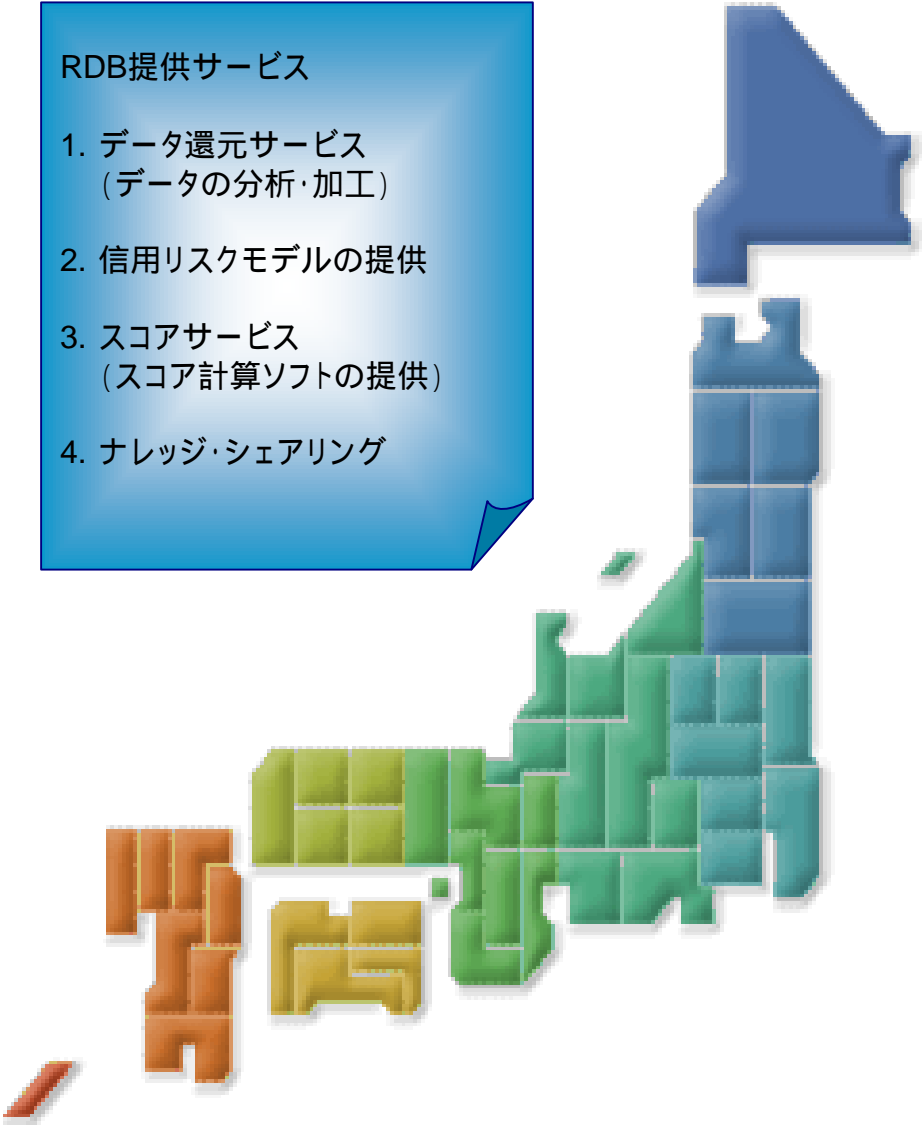 RDB提供サービス
1. データ還元サービス
(データの分析・加工)
2. 信用リスクモデルの提供
3. スコアサービス
(スコア計算ソフトの提供)
4. ナレッジ・シェアリング